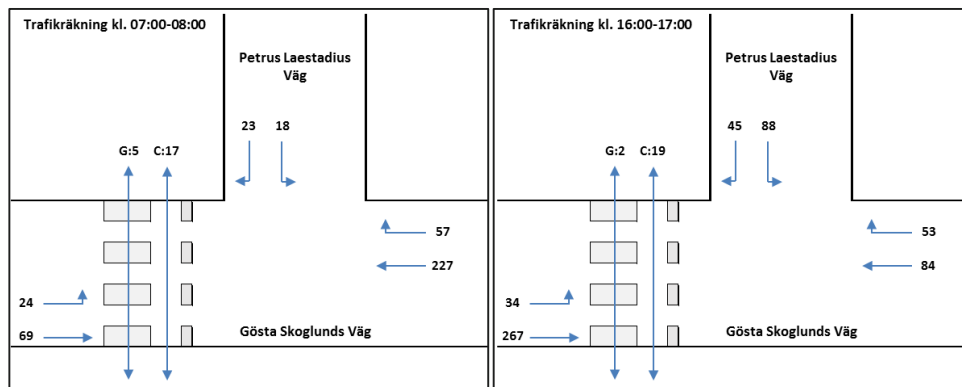 Trafikräkning kl. 07:00-08:00
Petrus Laestadius
Väg
23 18
G:5 C:17
57
227
24
69
Gösta Skoglunds Väg
Trafikräkning kl. 16:00-17:00
Petrus Laestadius
Väg
45 88
G:2 C:19
53
84
34
267
Gösta Skoglunds Väg